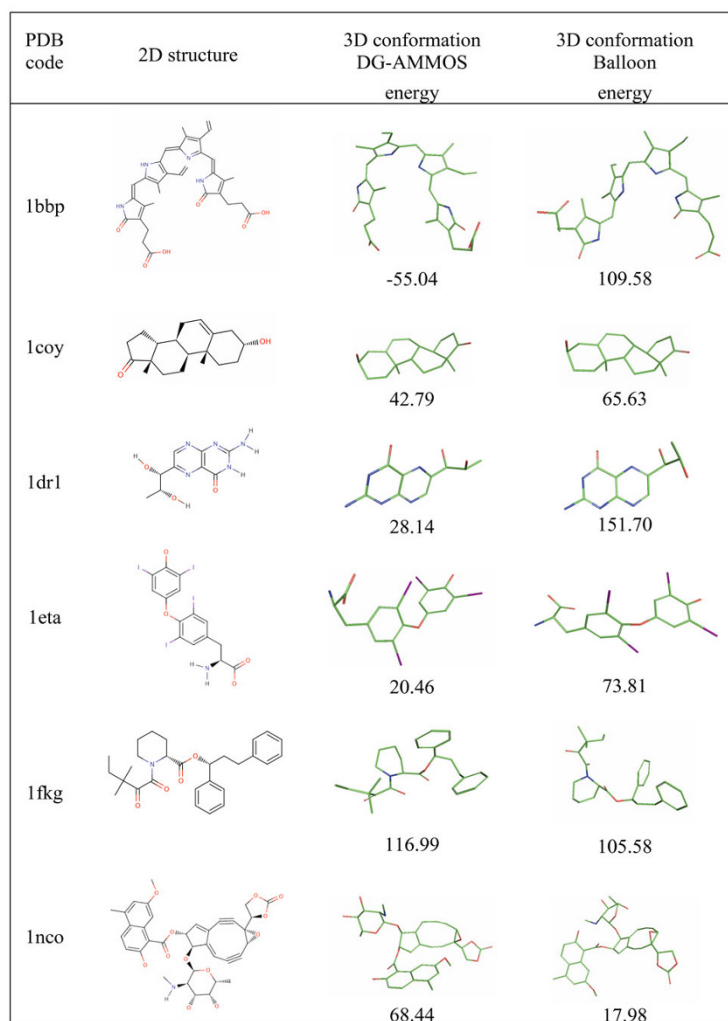 PDB code
2D structure
3D conformation DG-AMMOS
energy
3D conformation Balloon
energy
1bbp
-55.04
109.58
1coy
42.79
65.63
1dr1
28.14
151.70
1eta
20.46
73.81
1fkg
116.99
105.58
1nco
68.44
17.98